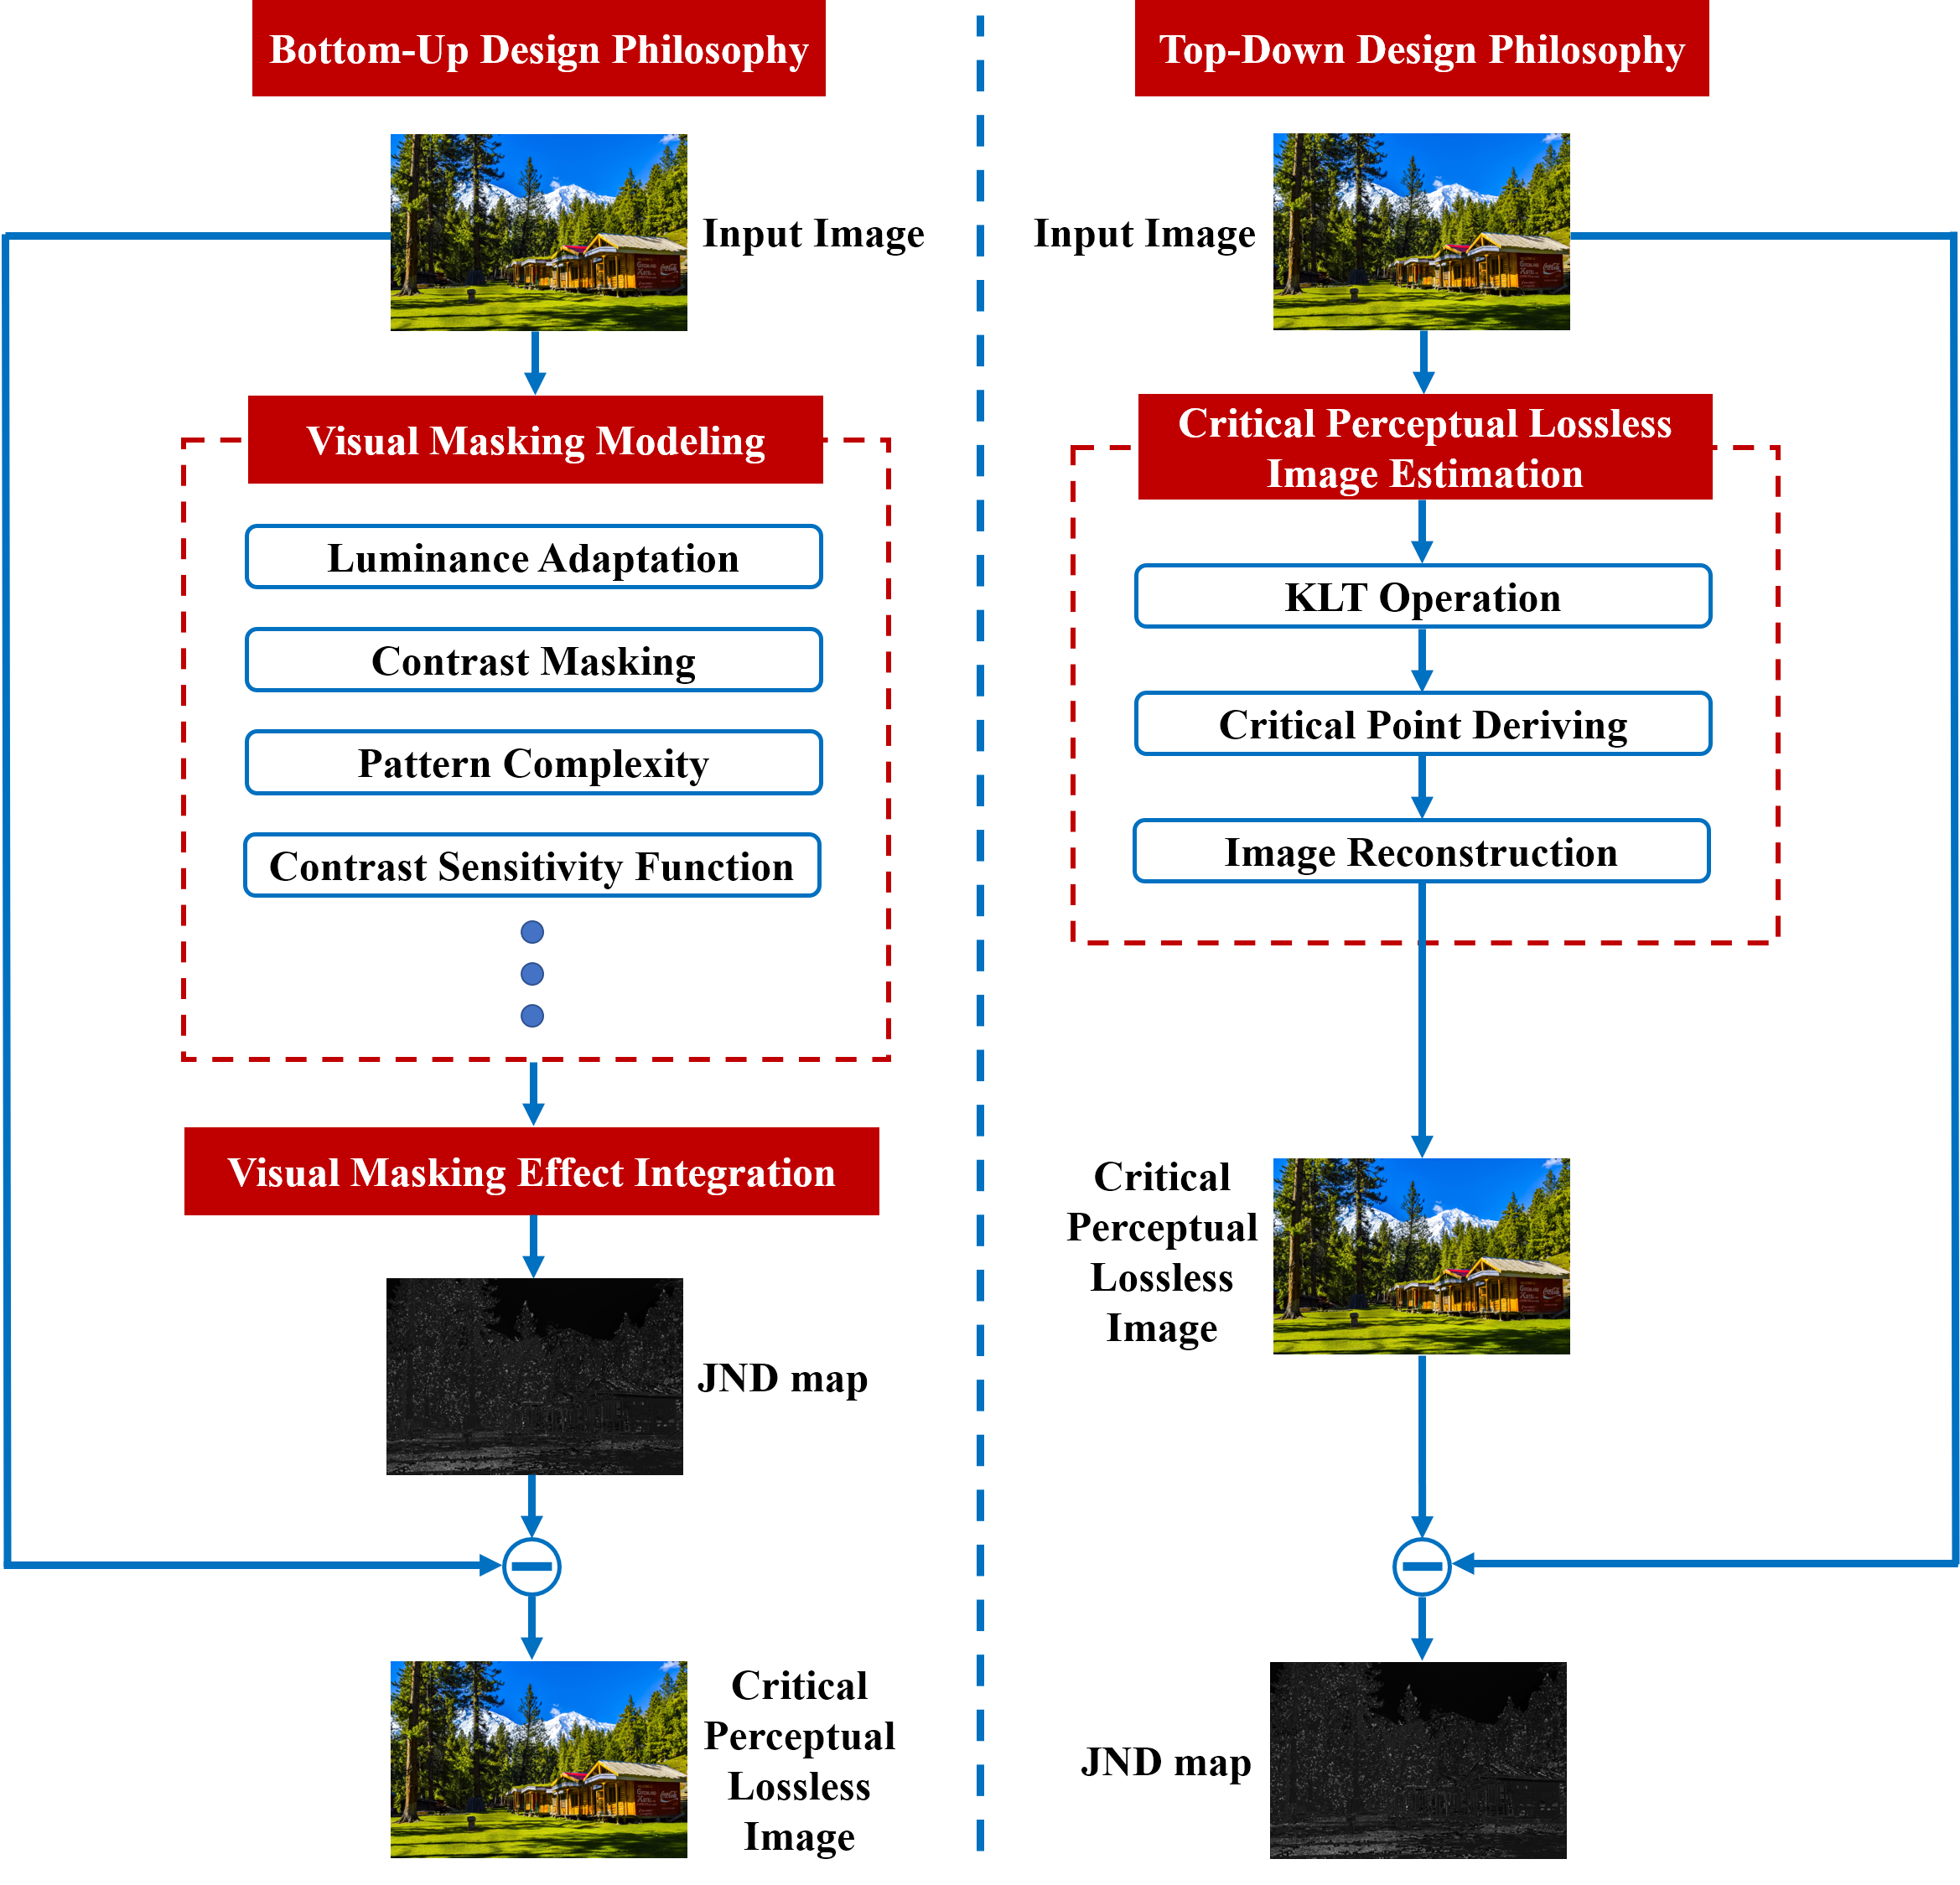 Bottom-Up Design Philosophy
Input Image
Visual Masking Modeling
Luminance Adaptation
Contrast Masking
Pattern Complexity
Contrast Sensitivity Function
Visual Masking Effect Integration
JND map
Critical
Perceptual
Lossless
Image
Top-Down Design Philosophy
Input Image
Critical Perceptual Lossless
Image Estimation
KLT Operation
Critical Point Deriving
Image Reconstruction
Critical
Perceptual
Lossless
Image
JND map